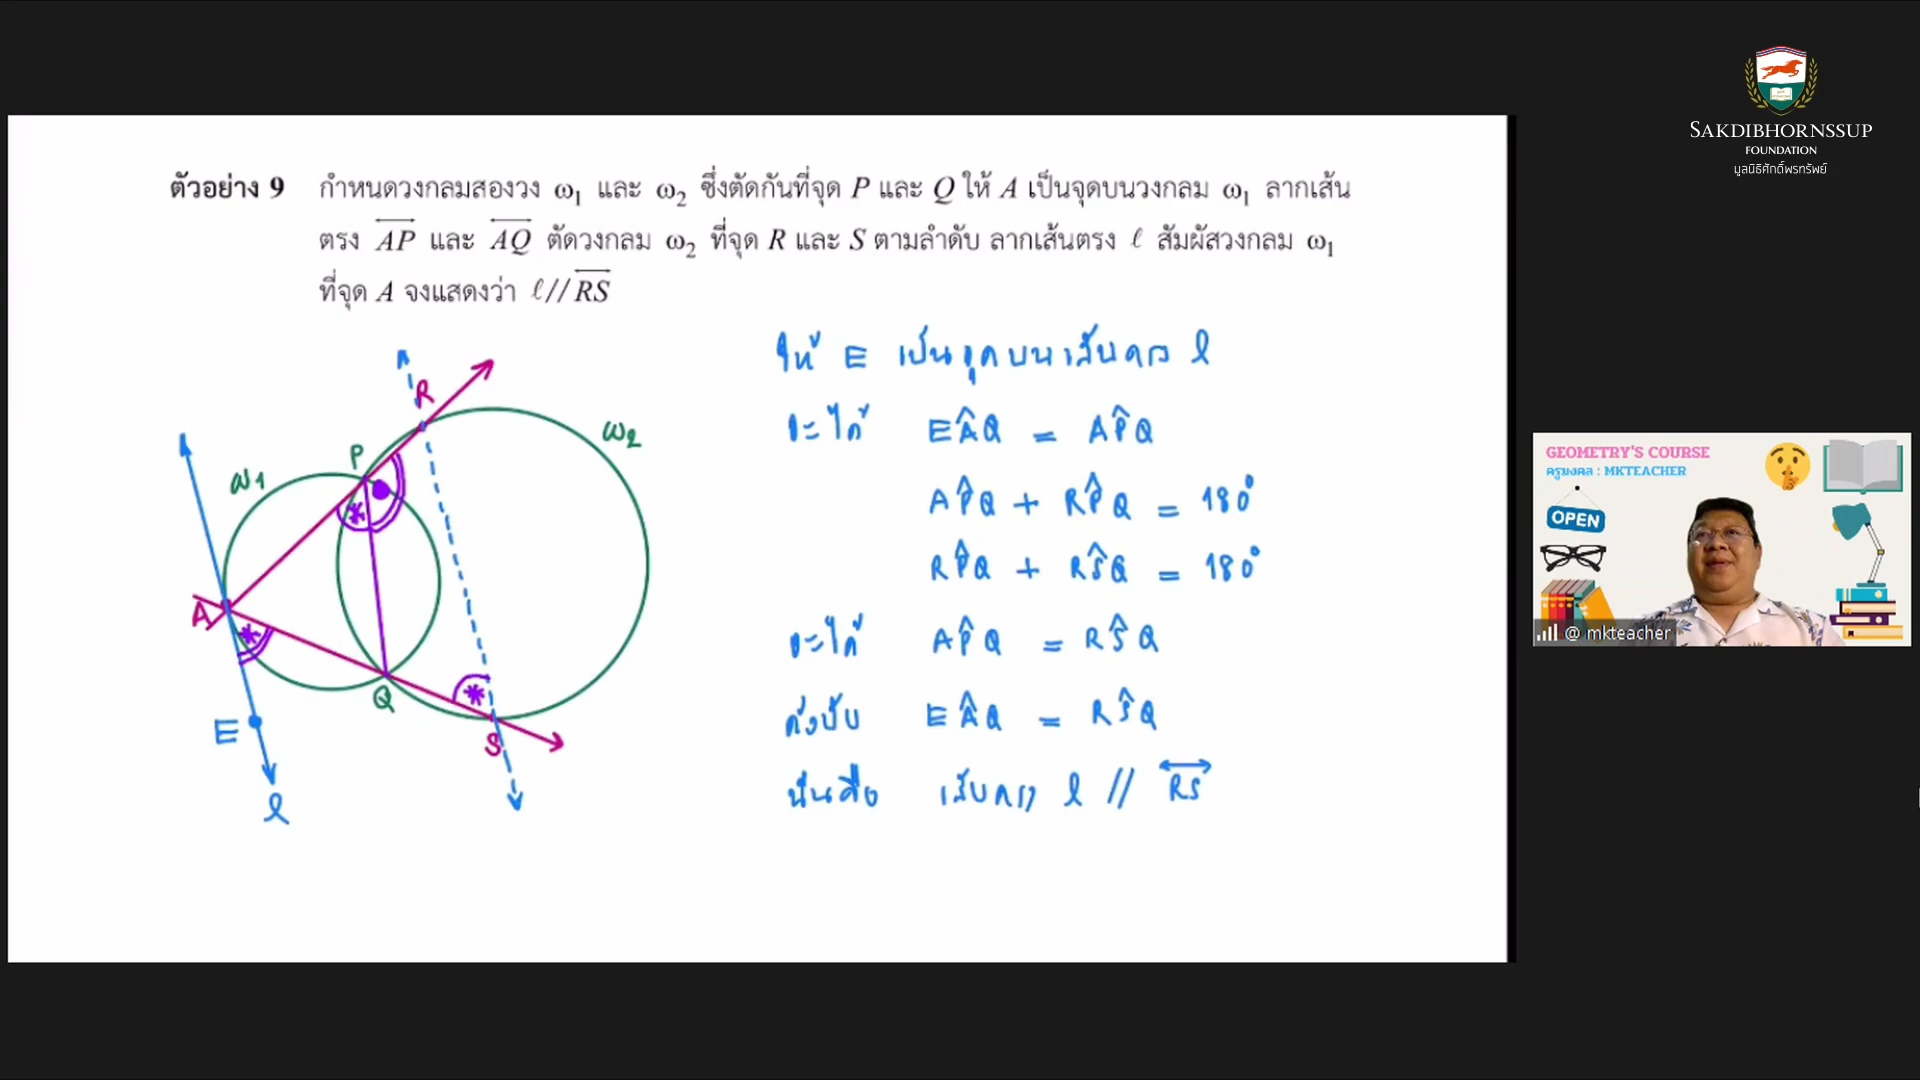 SAKDIBHORNSSUP
FOUNDATION
มูลนิธิศักดิ์พรทรัพย์
ตัวอย่าง 9 กำหนดวงกลมสองวง ω₁ และ ω₂ ซึ่งตัดกันที่จุด P และ Q ให้ A เป็นจุดบนวงกลม ω₁ ลากเส้น
ตรง AP และ AQ ตัดวงกลม ω₂ ที่จุด R และ S ตามลำดับ ลากเส้นตรง ℓ สัมผัสวงกลม ω₁
ที่จุด A จงแสดงว่า ℓ // RS
ให้ E เป็นจุดบนเส้นตรง ℓ
จะได้ EÂQ = AP̂Q
AP̂Q + RP̂Q = 180°
RP̂Q + RŜQ = 180°
จะได้ AP̂Q = RŜQ
ดังนั้น EÂQ = RŜQ
นั่นคือ เส้นตรง ℓ // RS
R
P
ω₁
ω₂
A
Q
E
S
ℓ
GEOMETRY'S COURSE
ครูมงคล : MKTEACHER
OPEN
@ mkteacher